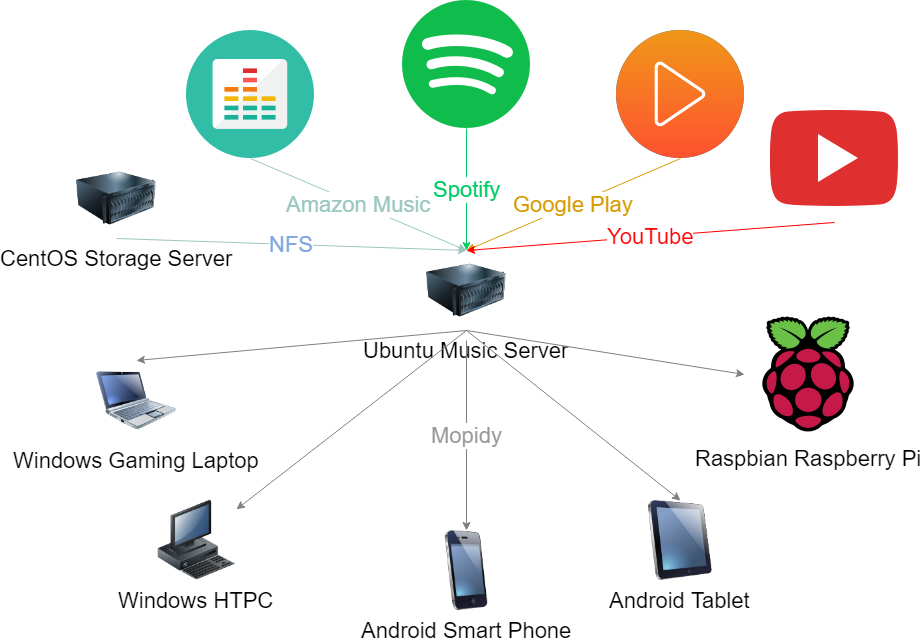 Amazon Music
Spotify
Google Play
YouTube
NFS
CentOS Storage Server
Ubuntu Music Server
Mopidy
Windows Gaming Laptop
Raspbian Raspberry Pi
Windows HTPC
Android Smart Phone
Android Tablet